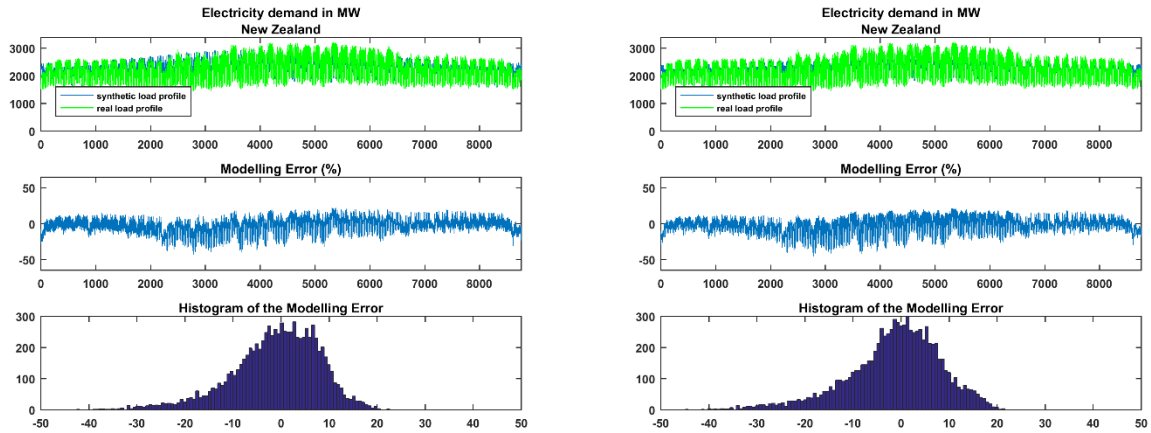 Electricity demand in MW
New Zealand
3000
2000
1000
0
synthetic load profile
real load profile
0 1000 2000 3000 4000 5000 6000 7000 8000
Modelling Error (%)
50
0
-50
0 1000 2000 3000 4000 5000 6000 7000 8000
Histogram of the Modelling Error
300
200
100
0
-50 -40 -30 -20 -10 0 10 20 30 40 50
Electricity demand in MW
New Zealand
3000
2000
1000
0
synthetic load profile
real load profile
0 1000 2000 3000 4000 5000 6000 7000 8000
Modelling Error (%)
50
0
-50
0 1000 2000 3000 4000 5000 6000 7000 8000
Histogram of the Modelling Error
300
200
100
0
-50 -40 -30 -20 -10 0 10 20 30 40 50